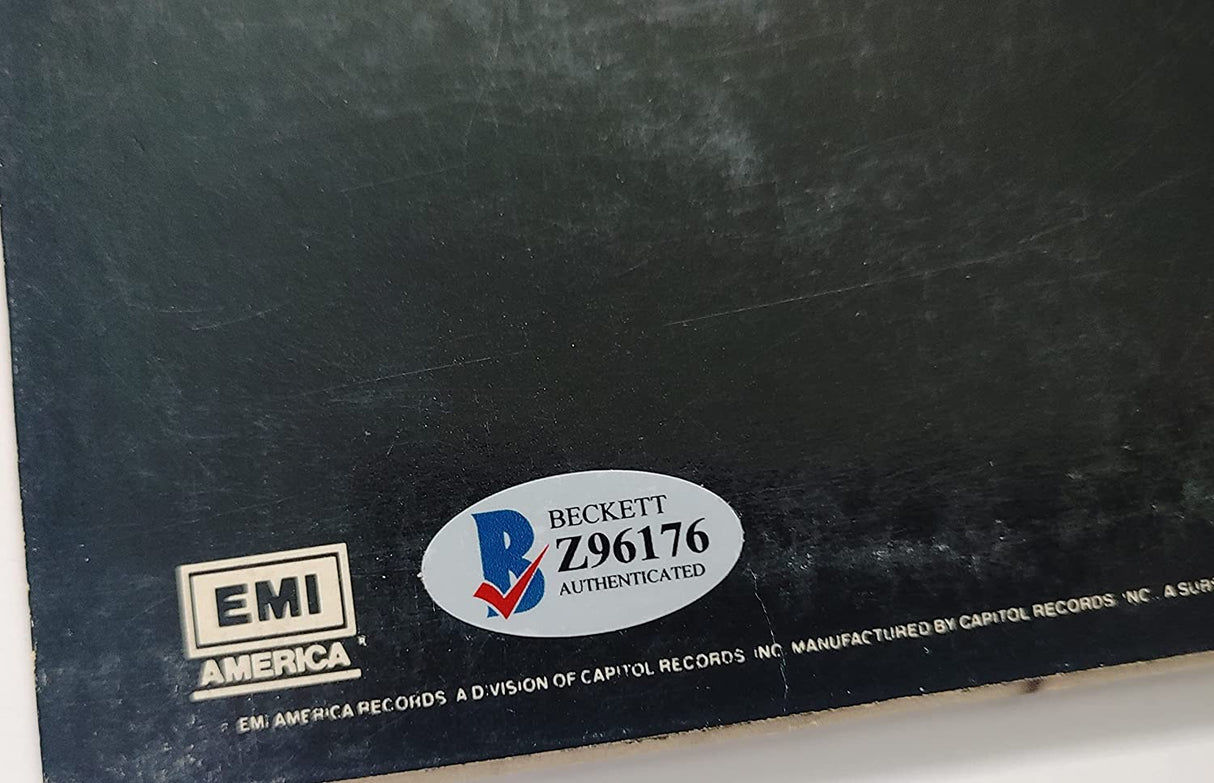 BECKETT
Z96176
AUTHENTICATED
EMI
AMERICA
EMI AMERICA RECORDS A DIVISION OF CAPITOL RECORDS INC. MANUFACTURED BY CAPITOL RECORDS INC. A